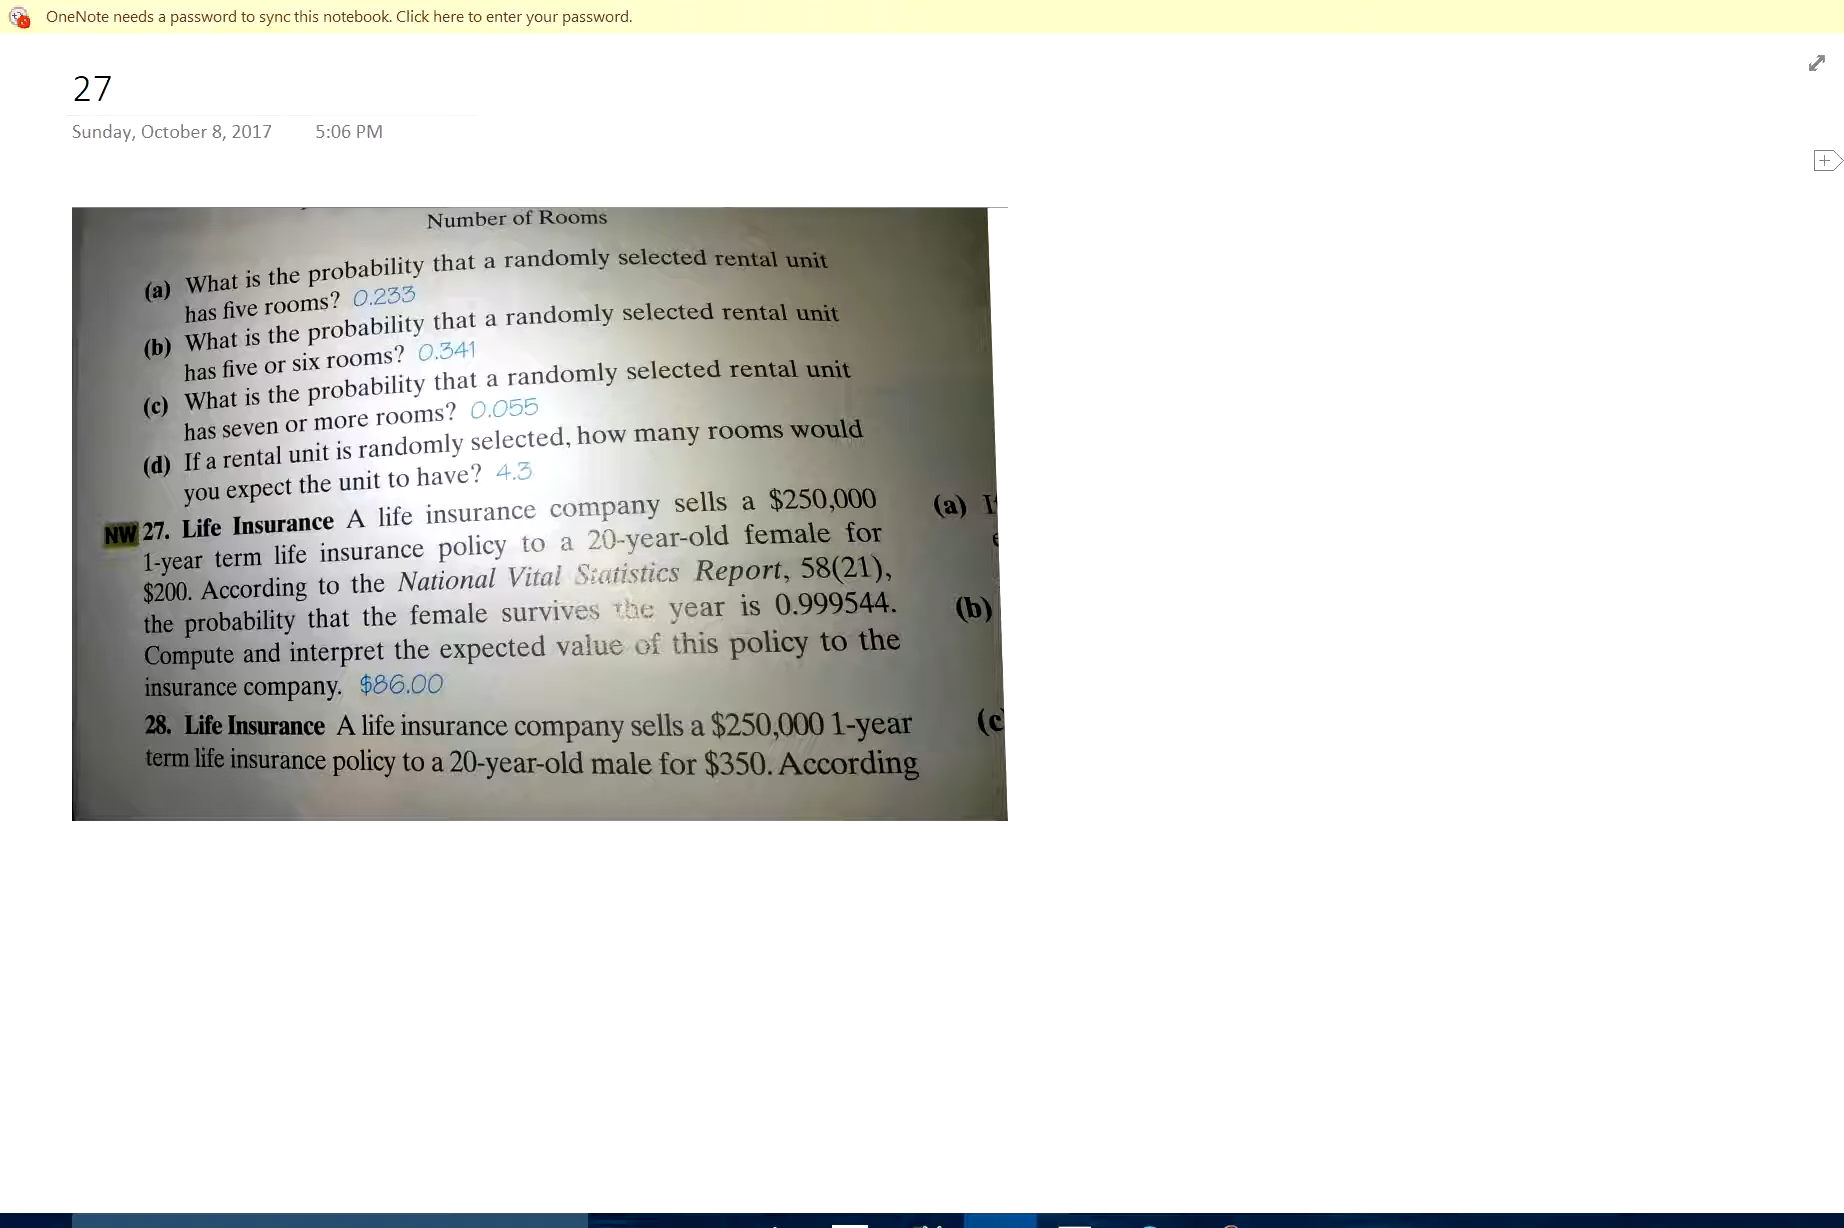 OneNote needs a password to sync this notebook. Click here to enter your password.
27
Sunday, October 8, 2017 5:06 PM
Number of Rooms
(a) What is the probability that a randomly selected rental unit
has five rooms? 0.233
(b) What is the probability that a randomly selected rental unit
has five or six rooms? 0.341
(c) What is the probability that a randomly selected rental unit
has seven or more rooms? 0.055
(d) If a rental unit is randomly selected, how many rooms would
you expect the unit to have? 4.3
NW 27. Life Insurance A life insurance company sells a $250,000
1-year term life insurance policy to a 20-year-old female for
$200. According to the National Vital Statistics Report, 58(21),
the probability that the female survives the year is 0.999544.
Compute and interpret the expected value of this policy to the
insurance company. $86.00
28. Life Insurance A life insurance company sells a $250,000 1-year
term life insurance policy to a 20-year-old male for $350. According
(a)
(b)
(c